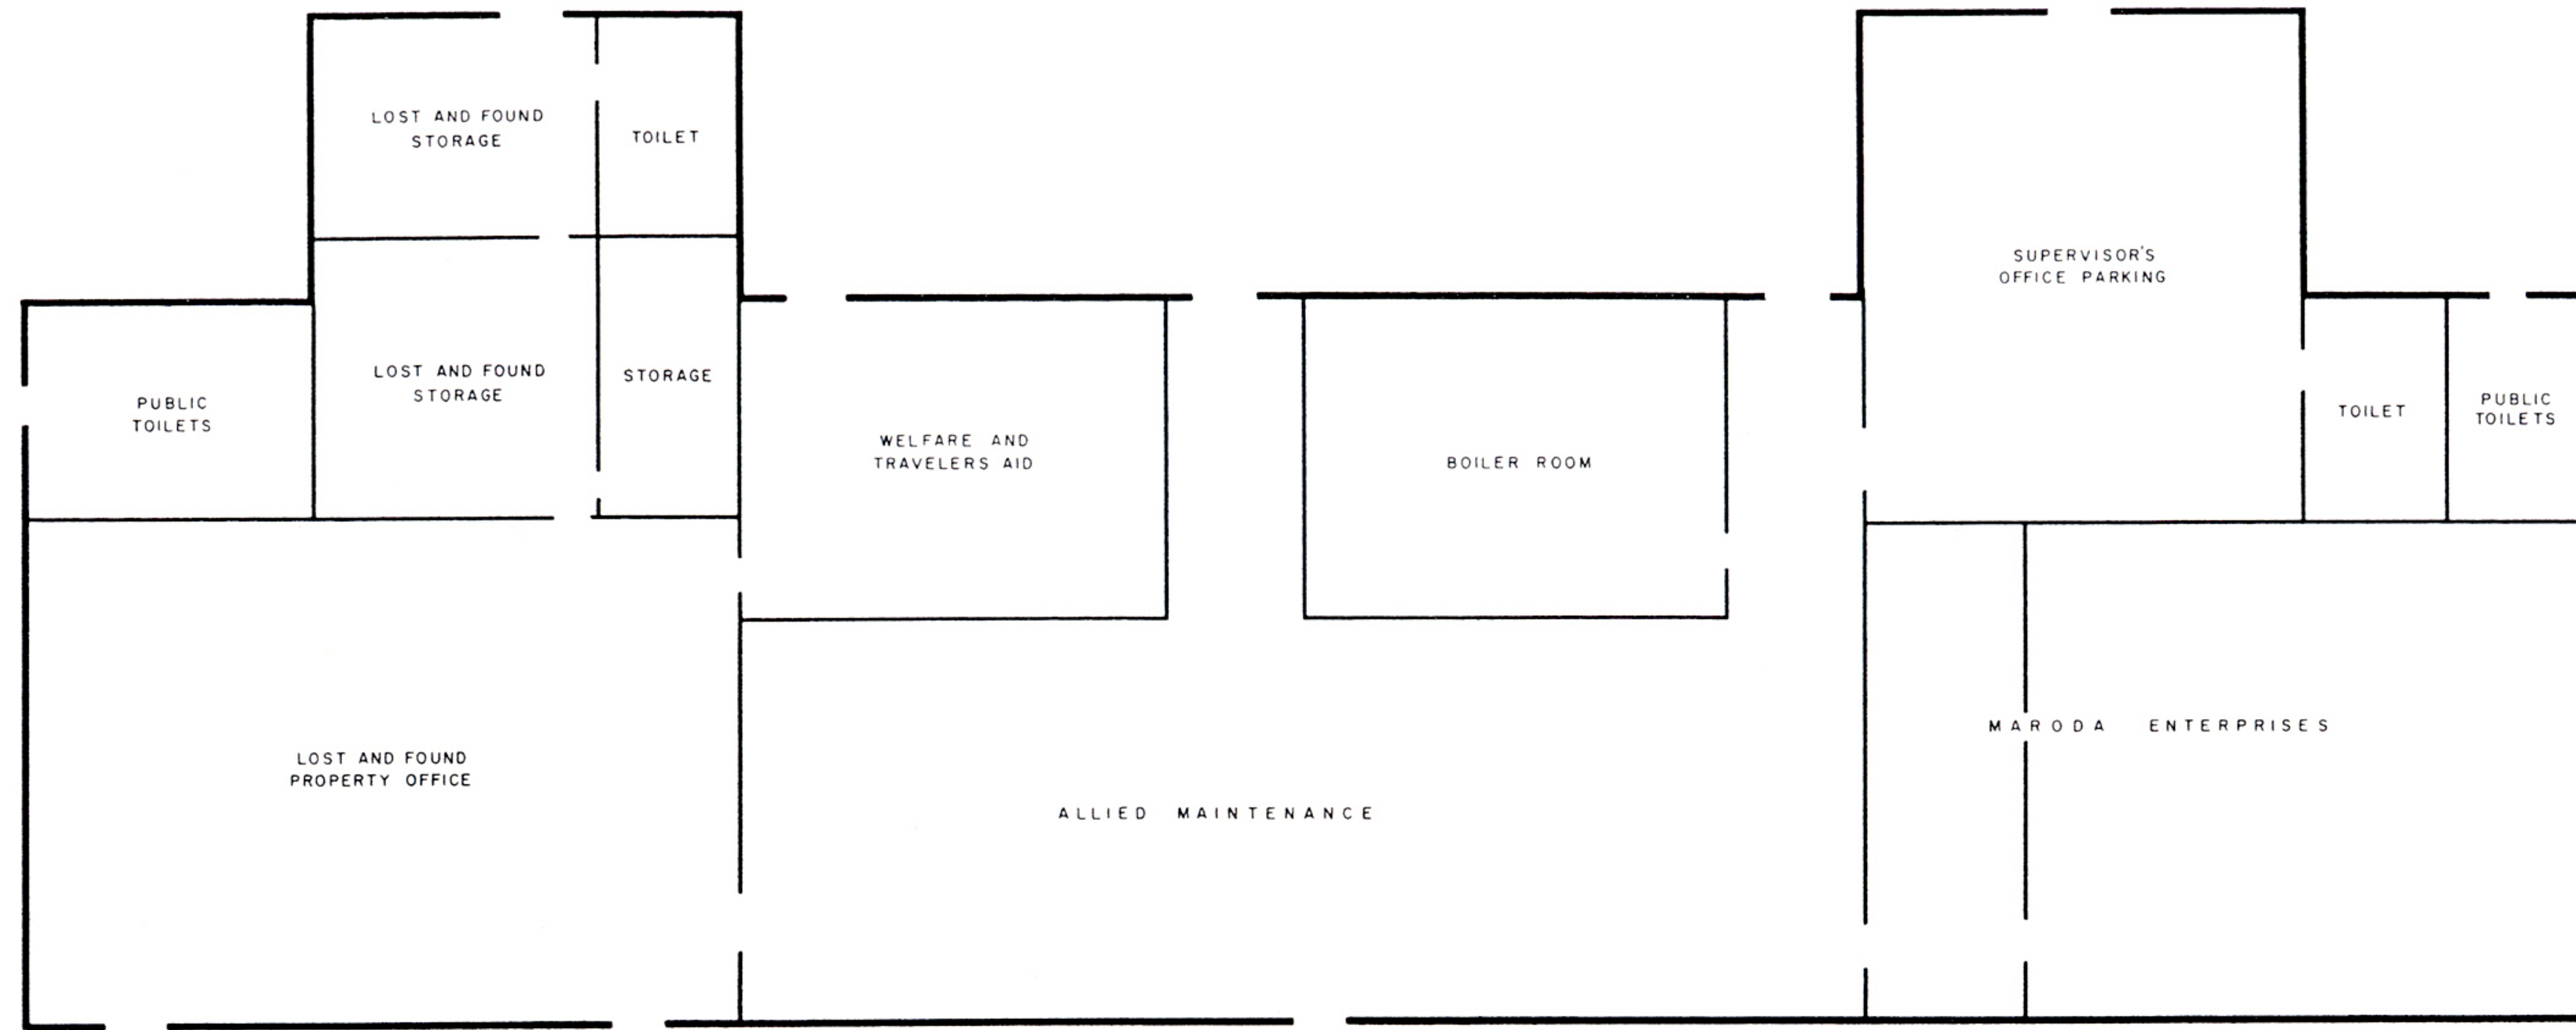 LOST AND FOUND
STORAGE
TOILET
SUPERVISOR'S
OFFICE PARKING
PUBLIC
TOILETS
LOST AND FOUND
STORAGE
STORAGE
WELFARE AND
TRAVELERS AID
BOILER ROOM
TOILET
PUBLIC
TOILETS
LOST AND FOUND
PROPERTY OFFICE
ALLIED MAINTENANCE
MARODA ENTERPRISES